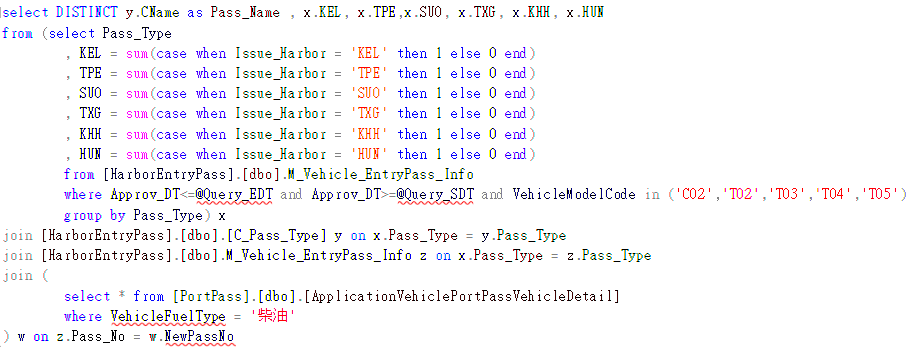 select DISTINCT y.CName as Pass_Name , x.KEL, x.TPE,x.SUO, x.TXG, x.KHH, x.HUN
from (select Pass_Type
, KEL = sum(case when Issue_Harbor = 'KEL' then 1 else 0 end)
, TPE = sum(case when Issue_Harbor = 'TPE' then 1 else 0 end)
, SUO = sum(case when Issue_Harbor = 'SUO' then 1 else 0 end)
, TXG = sum(case when Issue_Harbor = 'TXG' then 1 else 0 end)
, KHH = sum(case when Issue_Harbor = 'KHH' then 1 else 0 end)
, HUN = sum(case when Issue_Harbor = 'HUN' then 1 else 0 end)
from [HarborEntryPass].[dbo].M_Vehicle_EntryPass_Info
where Approv_DT<=@Query_EDT and Approv_DT>=@Query_SDT and VehicleModelCode in ('C02','T02','T03','T04','T05')
group by Pass_Type) x
join [HarborEntryPass].[dbo].[C_Pass_Type] y on x.Pass_Type = y.Pass_Type
join [HarborEntryPass].[dbo].M_Vehicle_EntryPass_Info z on x.Pass_Type = z.Pass_Type
join (
select * from [PortPass].[dbo].[ApplicationVehiclePortPassVehicleDetail]
where VehicleFuelType = '柴油'
) w on z.Pass_No = w.NewPassNo